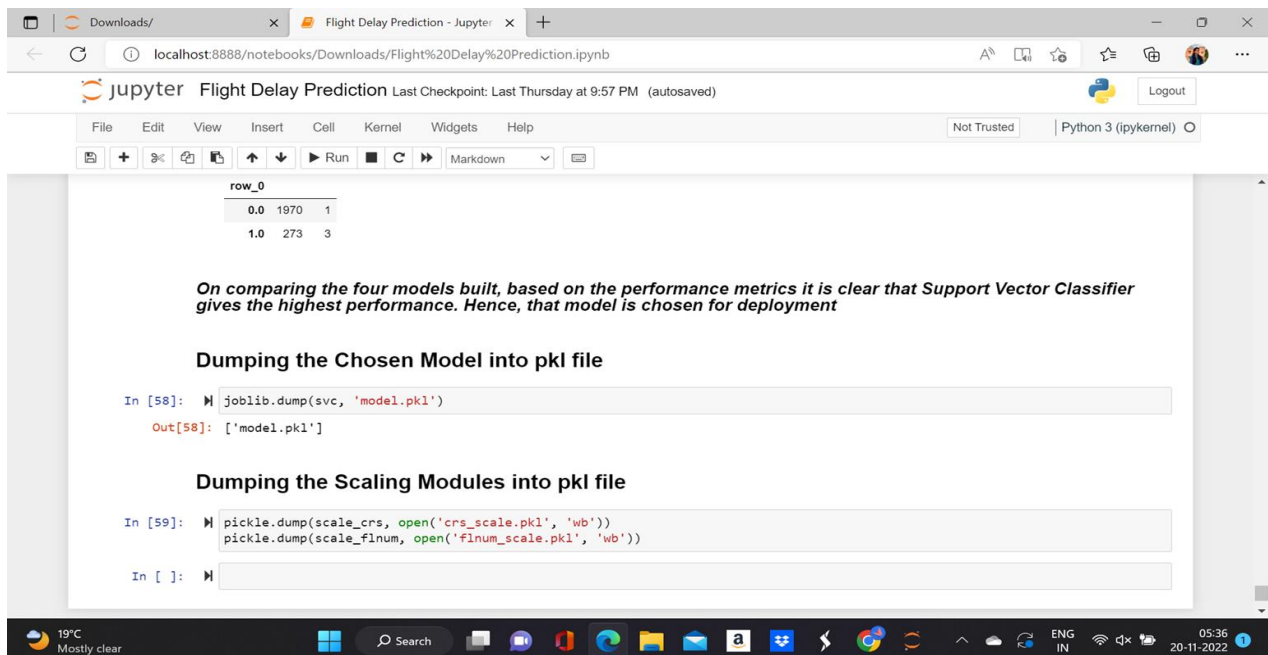 Downloads/
Flight Delay Prediction - Jupyter
localhost:8888/notebooks/Downloads/Flight%20Delay%20Prediction.ipynb
jupyter Flight Delay Prediction Last Checkpoint: Last Thursday at 9:57 PM (autosaved)
Logout
File Edit View Insert Cell Kernel Widgets Help
Not Trusted
Python 3 (ipykernel)
Run
Markdown
row_0
0.0 1970 1
1.0 273 3
On comparing the four models built, based on the performance metrics it is clear that Support Vector Classifier
gives the highest performance. Hence, that model is chosen for deployment
Dumping the Chosen Model into pkl file
In [58]: joblib.dump(svc, 'model.pkl')
Out[58]: ['model.pkl']
Dumping the Scaling Modules into pkl file
In [59]: pickle.dump(scale_crs, open('crs_scale.pkl', 'wb'))
pickle.dump(scale_flnum, open('flnum_scale.pkl', 'wb'))
In [ ]:
19°C
Mostly clear
Search
ENG
IN
05:36
20-11-2022
1